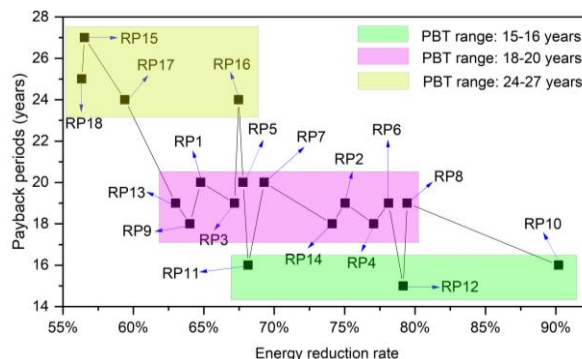 PBT range: 15-16 years
PBT range: 18-20 years
PBT range: 24-27 years
RP15
RP17
RP16
RP18
RP1
RP5
RP7
RP6
RP2
RP8
RP13
RP9
RP3
RP14
RP4
RP10
RP11
RP12
Payback periods (years)
28
26
24
22
20
18
16
14
55%
60%
65%
70%
75%
80%
85%
90%
Energy reduction rate